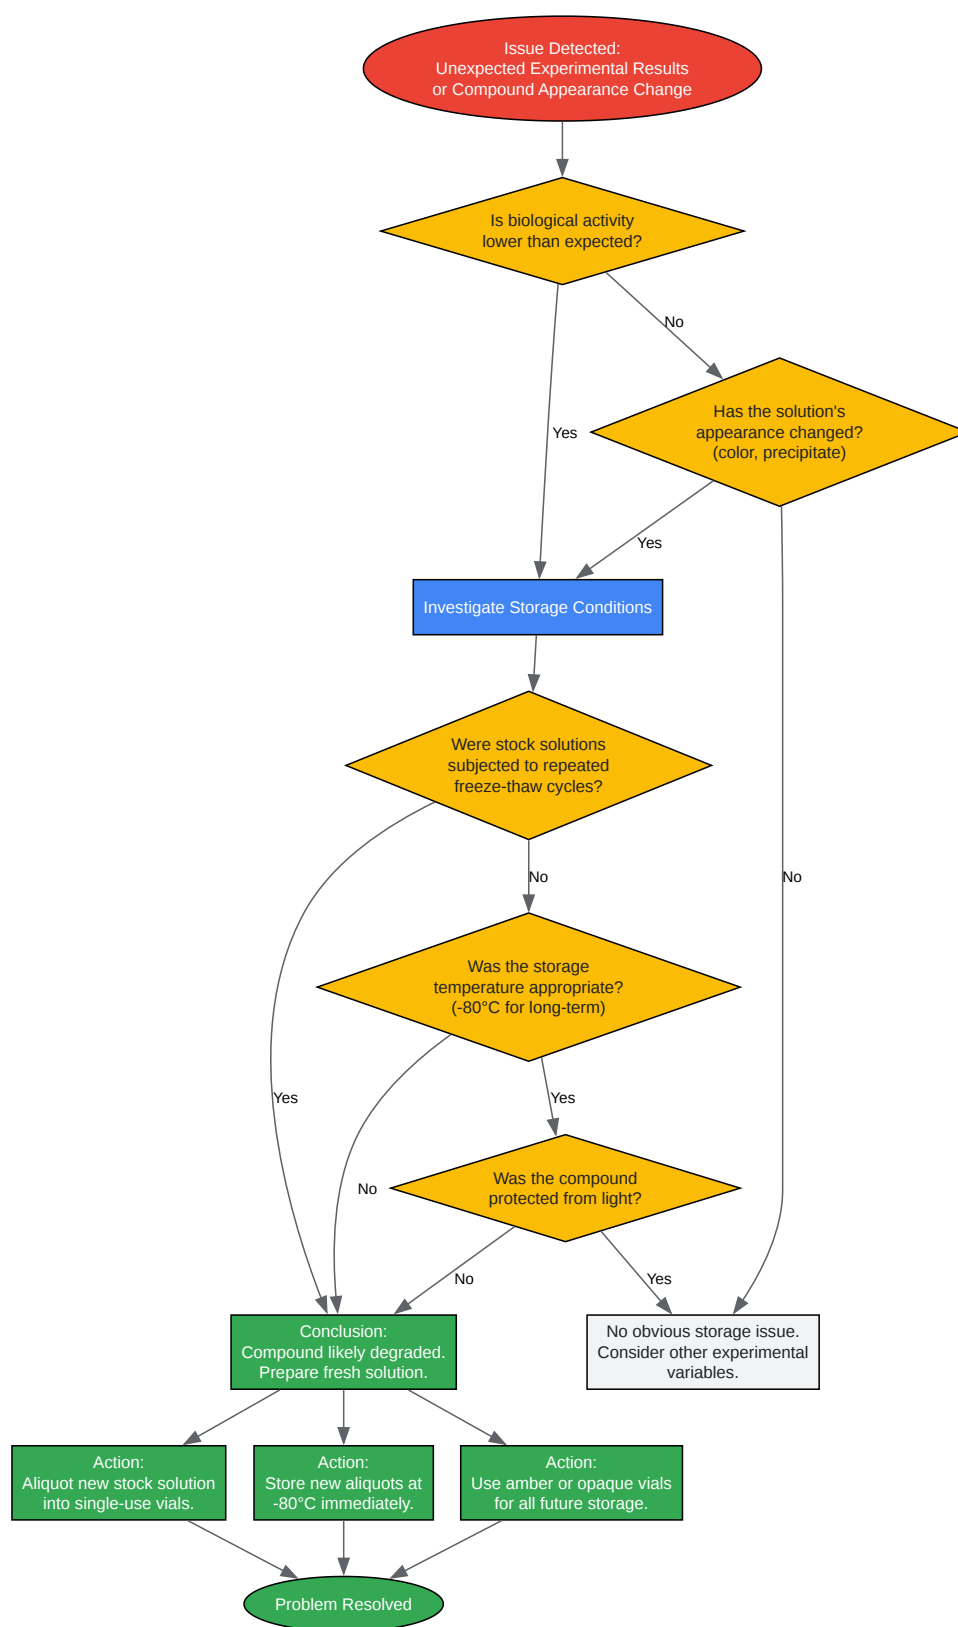 Issue Detected:
Unexpected Experimental Results
or Compound Appearance Change
Is biological activity
lower than expected?
No
Has the solution's
appearance changed?
(color, precipitate)
Yes
Yes
Investigate Storage Conditions
Were stock solutions
subjected to repeated
freeze-thaw cycles?
No
No
Was the storage
temperature appropriate?
(-80°C for long-term)
Yes
Yes
Was the compound
protected from light?
No
No
Yes
Conclusion:
Compound likely degraded.
Prepare fresh solution.
No obvious storage issue.
Consider other experimental
variables.
Action:
Aliquot new stock solution
into single-use vials.
Action:
Store new aliquots at
-80°C immediately.
Action:
Use amber or opaque vials
for all future storage.
Problem Resolved